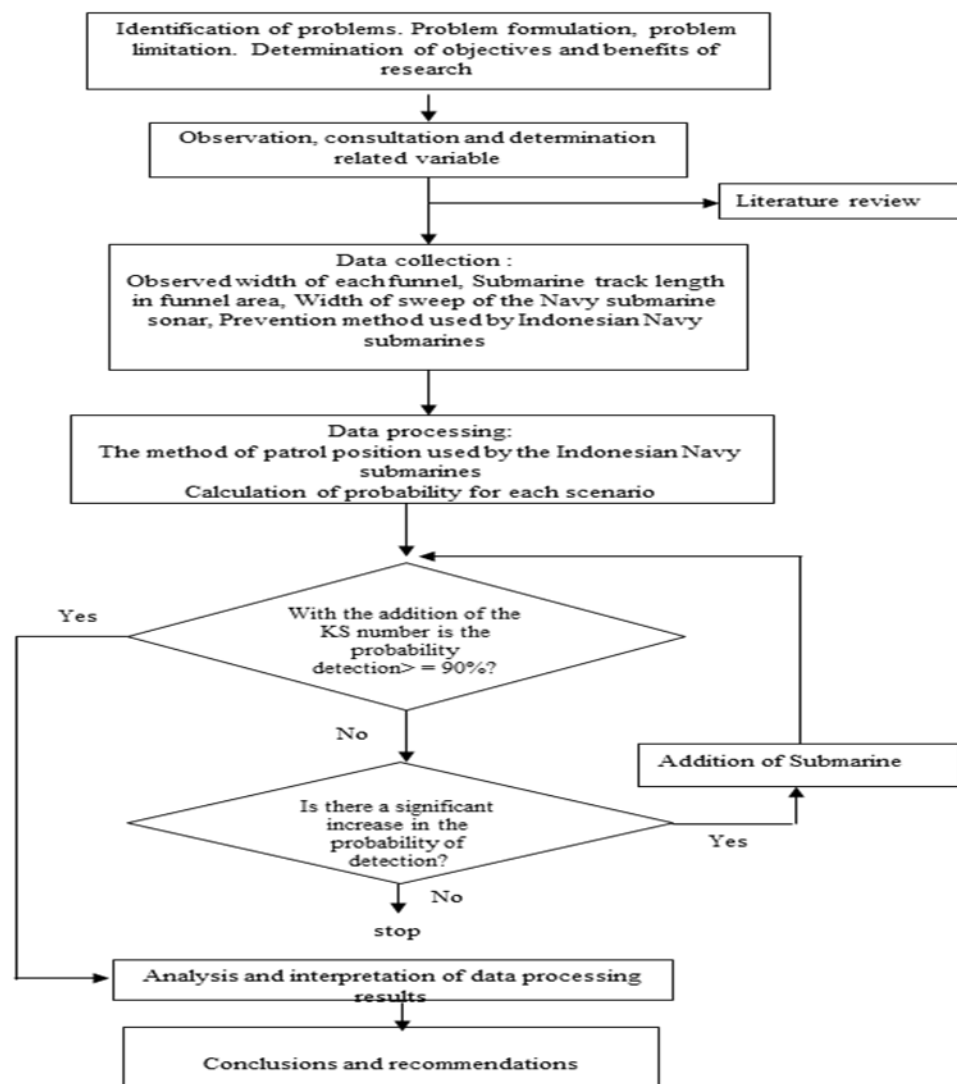 Identification of problems. Problem formulation, problem
limitation. Determination of objectives and benefits of
research
Observation, consultation and determination
related variable
Literature review
Data collection :
Observed width of each funnel, Submarine track length
in funnel area, Width of sweep of the Navy submarine
sonar, Prevention method used by Indonesian Navy
submarines
Data processing:
The method of patrol position used by the Indonesian Navy
submarines
Calculation of probability for each scenario
Yes
With the addition of the
KS number is the
probability
detection> = 90%?
No
Addition of Submarine
Is there a significant
increase in the
probability of
detection?
Yes
No
stop
Analysis and interpretation of data processing
results
Conclusions and recommendations